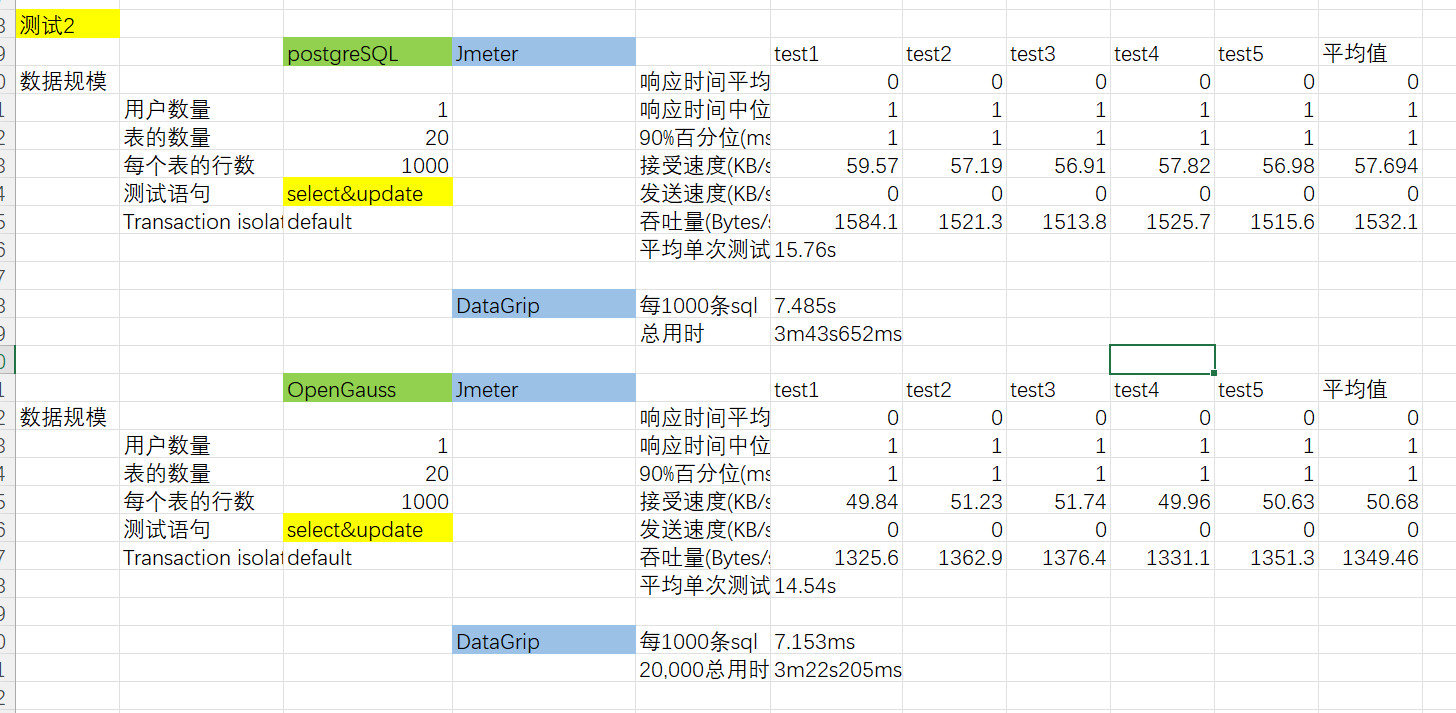 测试2
postgreSQL Jmeter test1 test2 test3 test4 test5 平均值
数据规模 响应时间平均 0 0 0 0 0 0
用户数量 1 响应时间中位 1 1 1 1 1 1
表的数量 20 90%百分位(ms 1 1 1 1 1 1
每个表的行数 1000 接受速度(KB/s 59.57 57.19 56.91 57.82 56.98 57.694
测试语句 select&update 发送速度(KB/s 0 0 0 0 0 0
Transaction isolat default 吞吐量(Bytes/s 1584.1 1521.3 1513.8 1525.7 1515.6 1532.1
平均单次测试 15.76s
DataGrip 每1000条sql 7.485s
总用时 3m43s652ms
OpenGauss Jmeter test1 test2 test3 test4 test5 平均值
数据规模 响应时间平均 0 0 0 0 0 0
用户数量 1 响应时间中位 1 1 1 1 1 1
表的数量 20 90%百分位(ms 1 1 1 1 1 1
每个表的行数 1000 接受速度(KB/s 49.84 51.23 51.74 49.96 50.63 50.68
测试语句 select&update 发送速度(KB/s 0 0 0 0 0 0
Transaction isolat default 吞吐量(Bytes/s 1325.6 1362.9 1376.4 1331.1 1351.3 1349.46
平均单次测试 14.54s
DataGrip 每1000条sql 7.153ms
20,000总用时 3m22s205ms